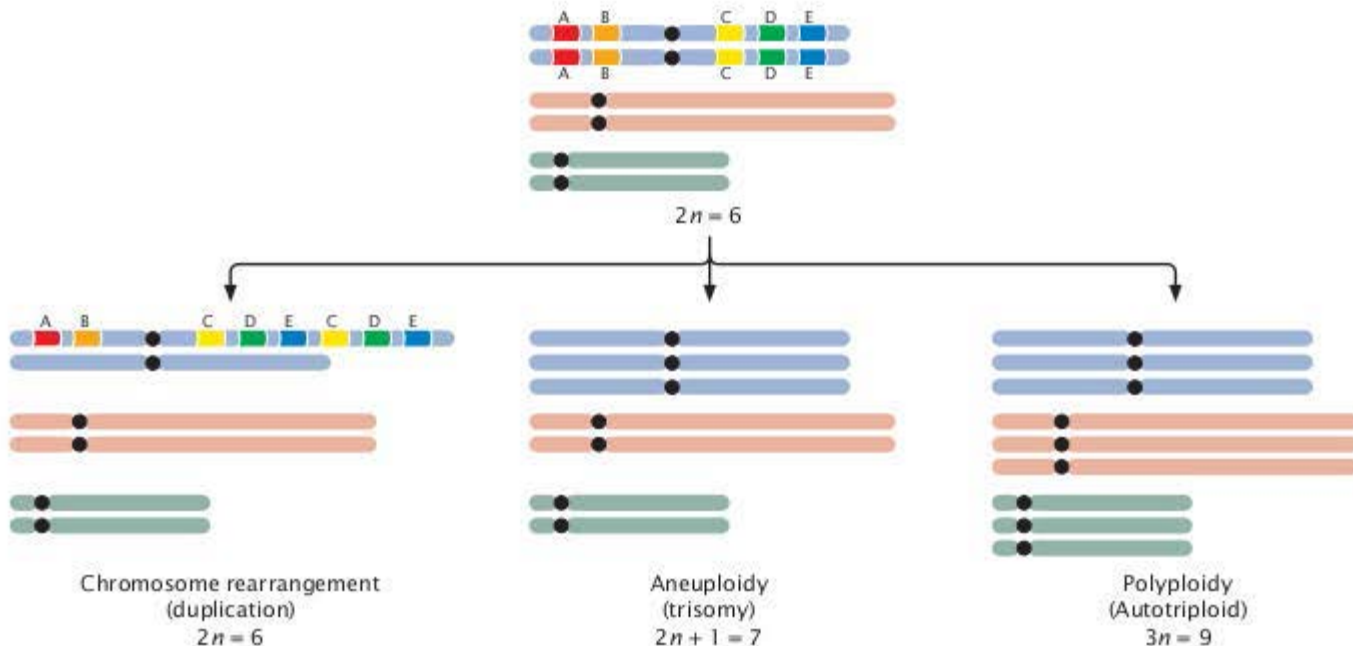 A B C D E
A B C D E
2n = 6
A B C D E C D E
Chromosome rearrangement
(duplication)
2n = 6
Aneuploidy
(trisomy)
2n + 1 = 7
Polyploidy
(Autotriploid)
3n = 9